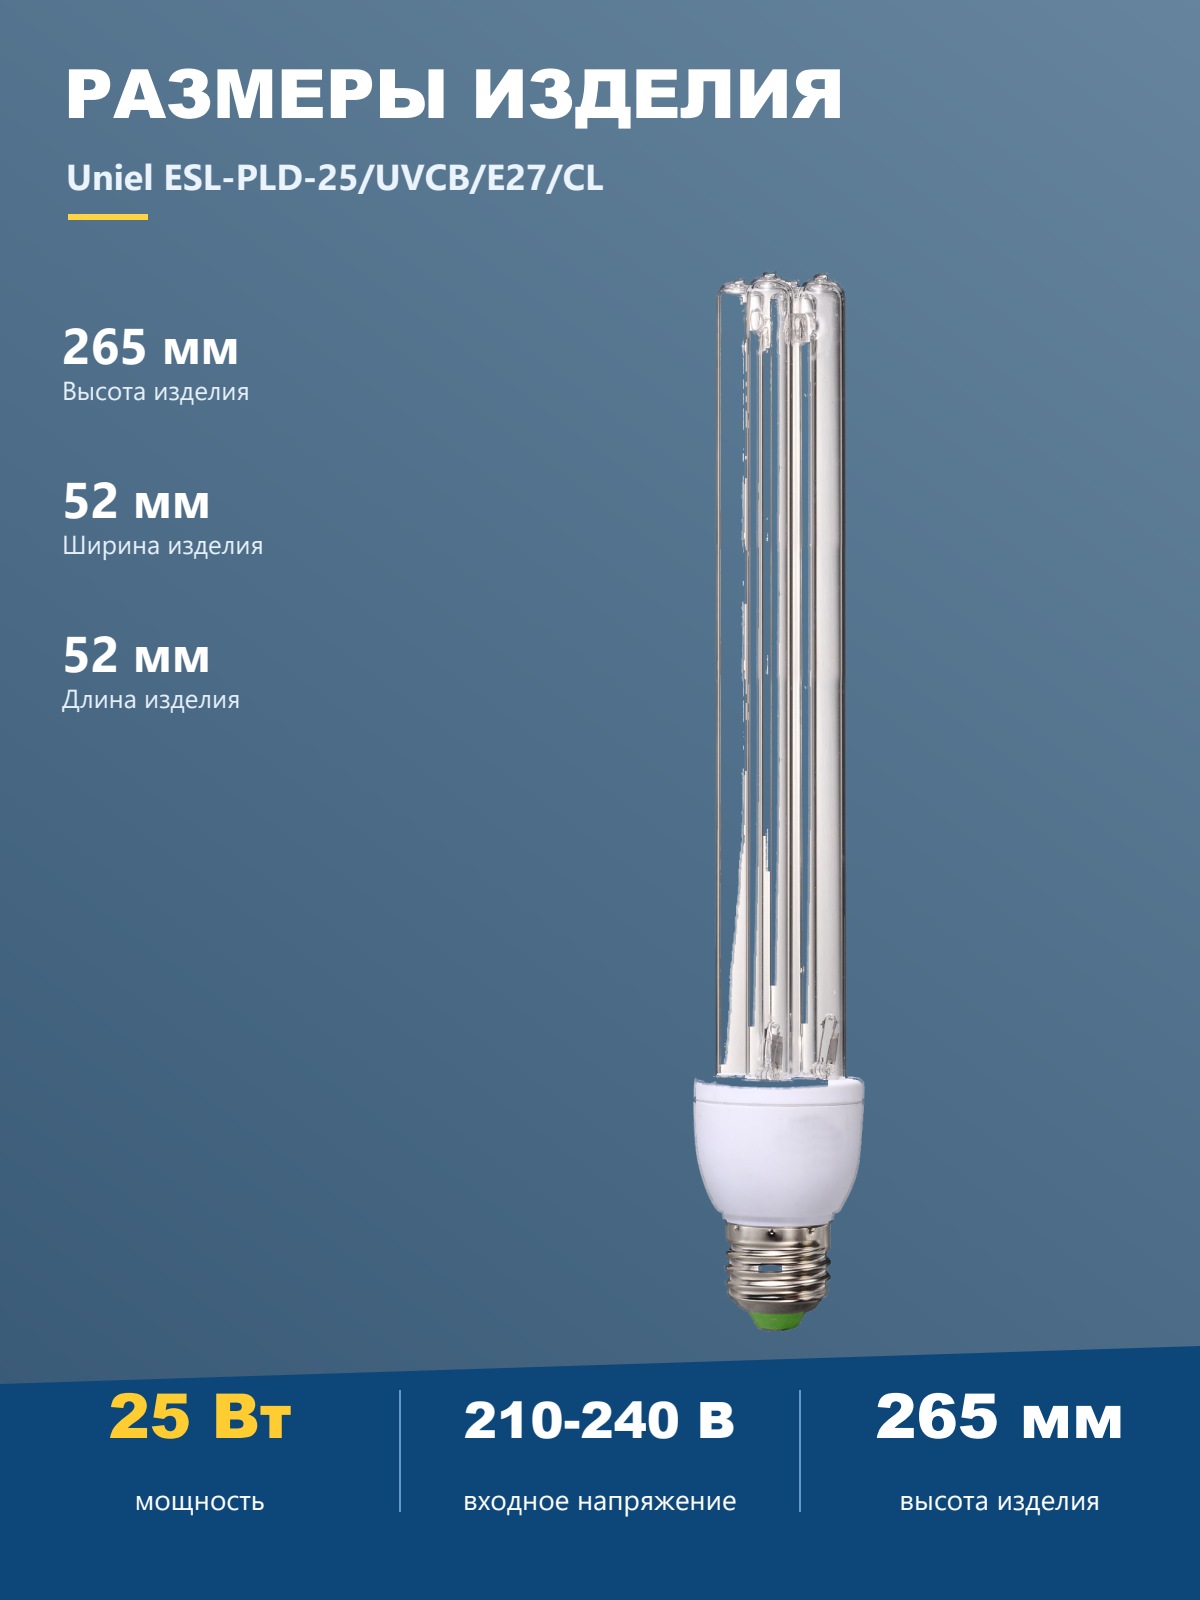 РАЗМЕРЫ ИЗДЕЛИЯ
Uniel ESL-PLD-25/UVCB/E27/CL
265 мм
Высота изделия
52 мм
Ширина изделия
52 мм
Длина изделия
25 Вт
мощность
210-240 В
входное напряжение
265 мм
высота изделия